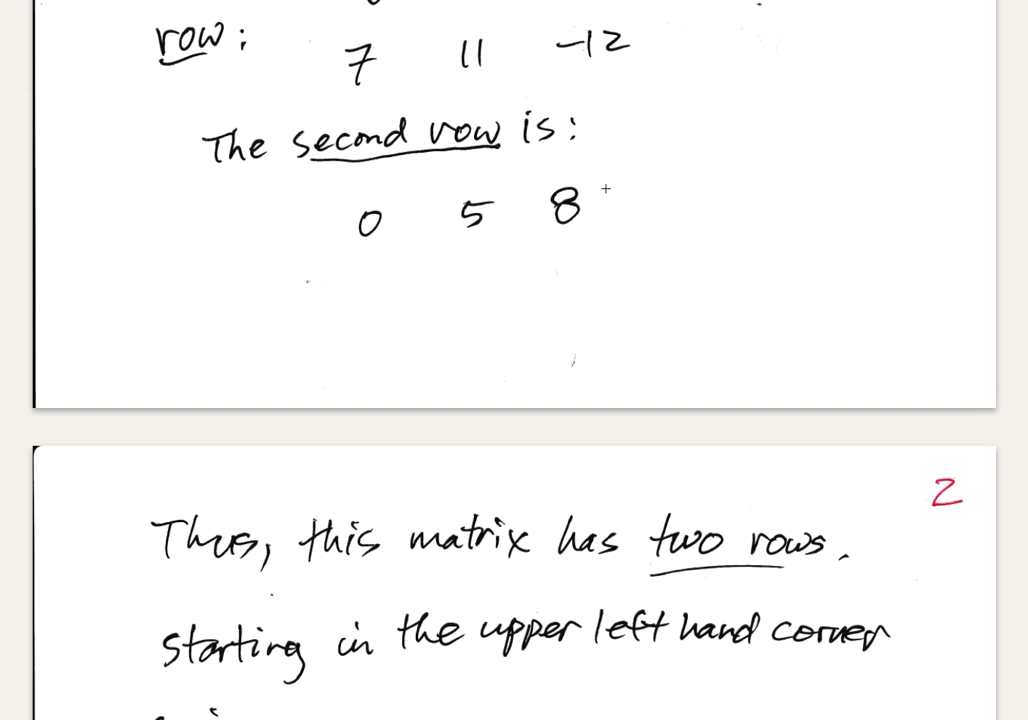 row:
7 11 -12
The second row is:
0 5 8
2
Thus, this matrix has two rows.
starting in the upper left hand corner